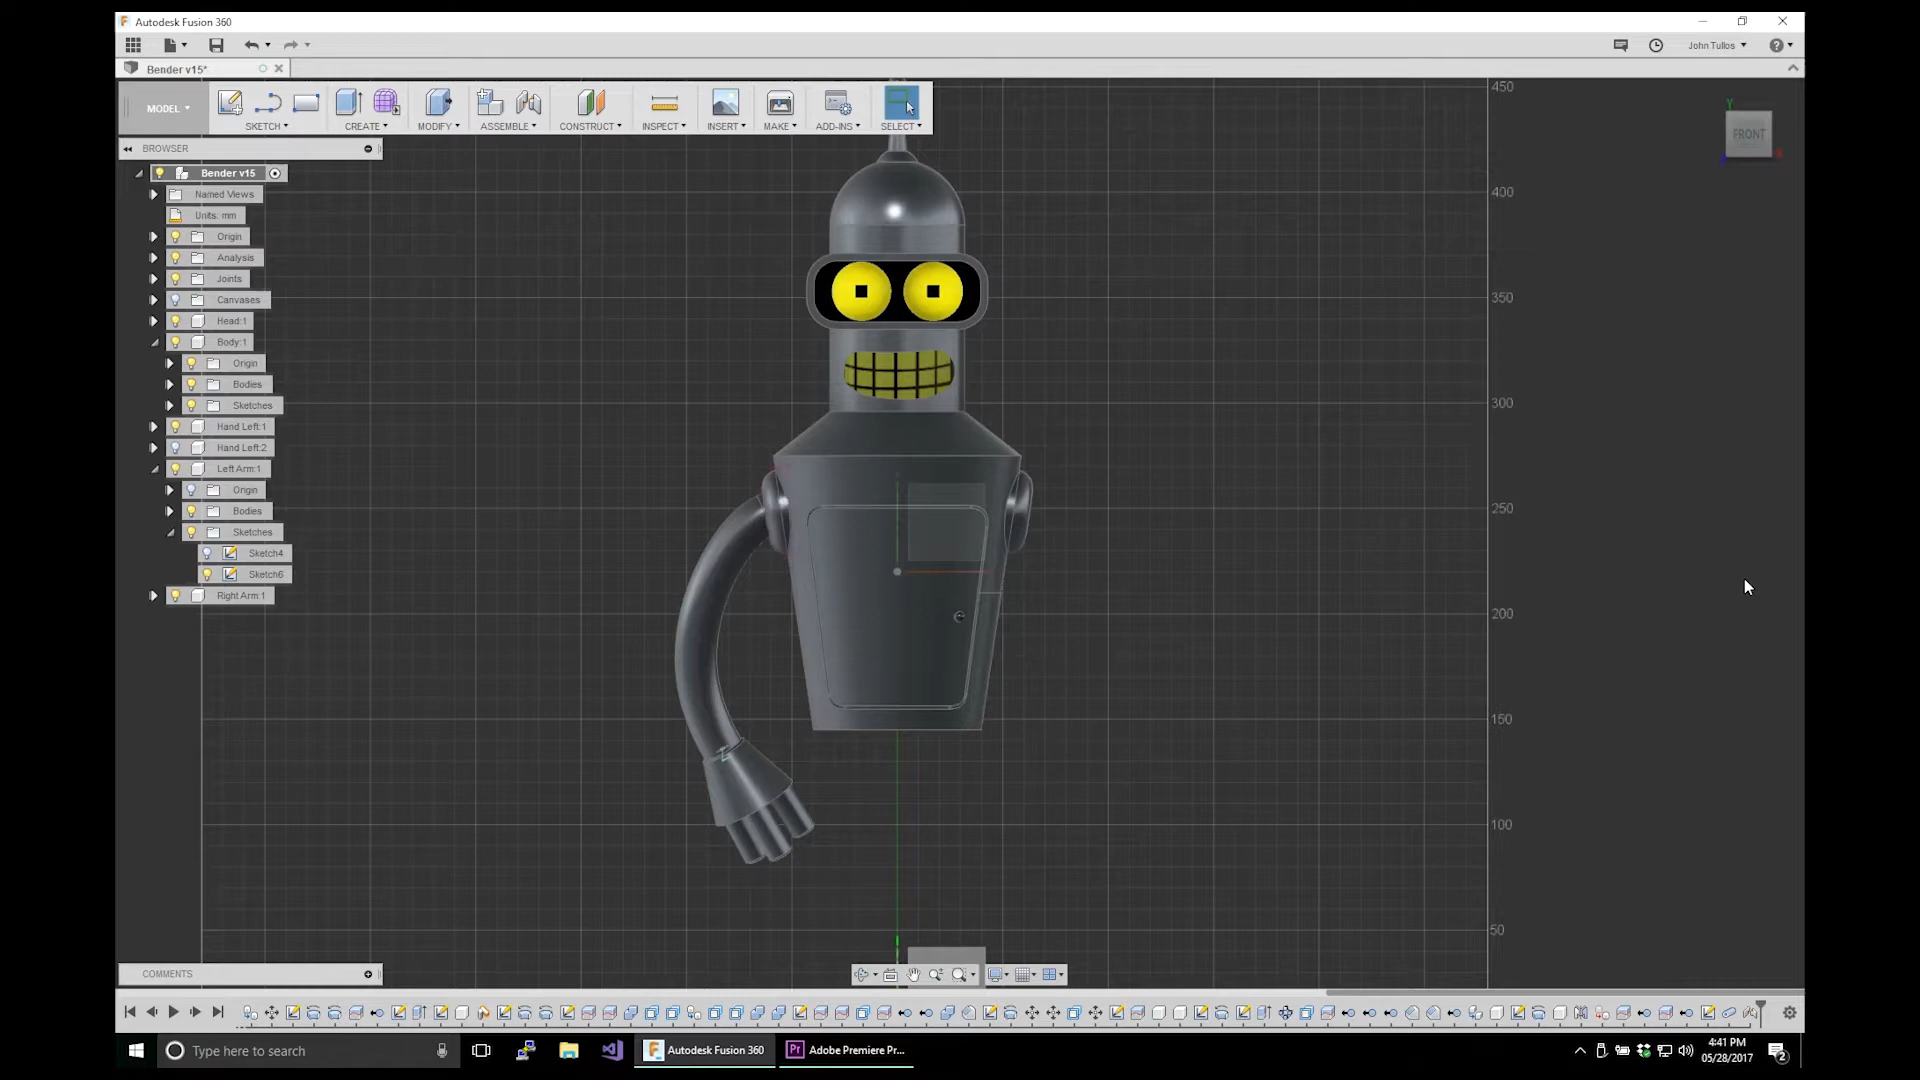 Autodesk Fusion 360
John Tullos
Bender v15*
MODEL
SKETCH
CREATE
MODIFY
ASSEMBLE
CONSTRUCT
INSPECT
INSERT
MAKE
ADD-INS
SELECT
450
FRONT
Y
BROWSER
Bender v15
Named Views
400
Units: mm
Origin
Analysis
Joints
Canvases
350
Head:1
Body:1
Origin
Bodies
Sketches
300
Hand Left:1
Hand Left:2
Left Arm:1
Origin
Bodies
250
Sketches
Sketch4
Sketch6
Right Arm:1
200
150
100
50
COMMENTS
Type here to search
Autodesk Fusion 360
Adobe Premiere Pr...
4:41 PM
05/28/2017
2